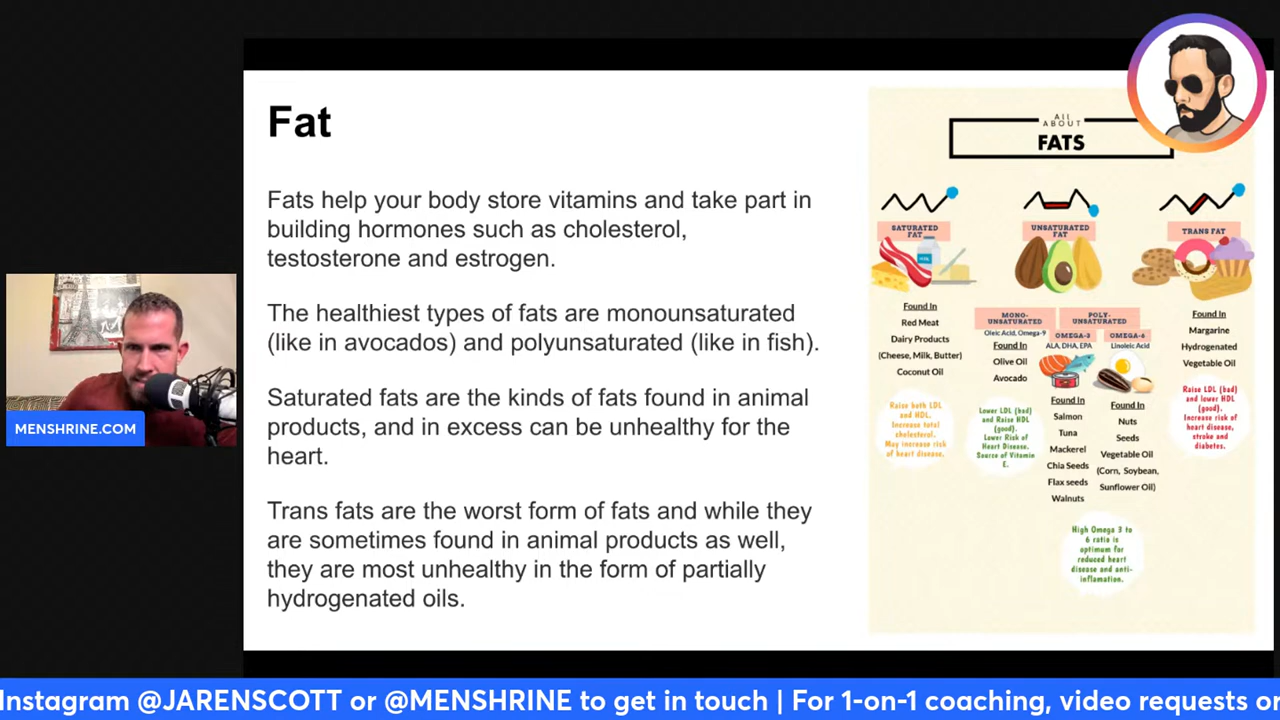 Fat
Fats help your body store vitamins and take part in
building hormones such as cholesterol,
testosterone and estrogen.
The healthiest types of fats are monounsaturated
(like in avocados) and polyunsaturated (like in fish).
Saturated fats are the kinds of fats found in animal
products, and in excess can be unhealthy for the
heart.
Trans fats are the worst form of fats and while they
are sometimes found in animal products as well,
they are most unhealthy in the form of partially
hydrogenated oils.
All
ABOUT
FATS
SATURATED
FAT
Found In
Red Meat
Dairy Products
(Cheese, Milk, Butter)
Coconut Oil
Raise both LDL
and HDL.
Increase total
cholesterol.
May increase risk
of heart disease.
UNSATURATED
FAT
MONO-
UNSATURATED
Oleic Acid, Omega-9
Found In
Olive Oil
Avocado
Lower LDL (bad)
and Raise HDL
(good).
Lower Risk of
Heart Disease.
Source of Vitamin
E.
POLY-
UNSATURATED
OMEGA-3
ALA, DHA, EPA
Found In
Salmon
Tuna
Mackerel
Chia Seeds
Flax seeds
Walnuts
OMEGA-6
Linoleic Acid
Found In
Nuts
Seeds
Vegetable Oil
(Corn, Soybean,
Sunflower Oil)
High Omega 3 to
6 ratio is
optimum for
reduced heart
disease and anti-
inflamation.
TRANS FAT
Found In
Margarine
Hydrogenated
Vegetable Oil
Raise LDL (bad)
and lower HDL
(good).
Increase risk of
heart disease,
stroke and
diabetes.
MENSHRINE.COM
Instagram @JARENSCOTT or @MENSHRINE to get in touch | For 1-on-1 coaching, video requests or